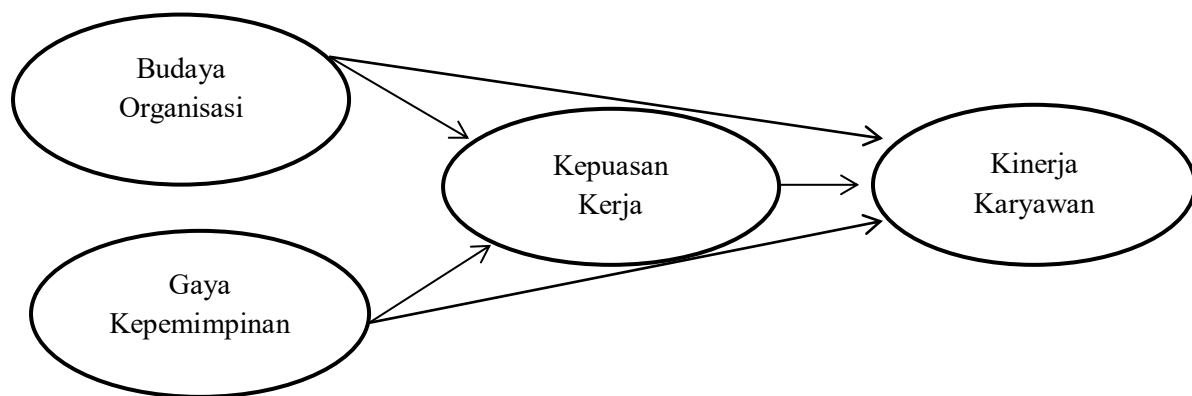 Budaya
Organisasi
Kepuasan
Kerja
Kinerja
Karyawan
Gaya
Kepemimpinan